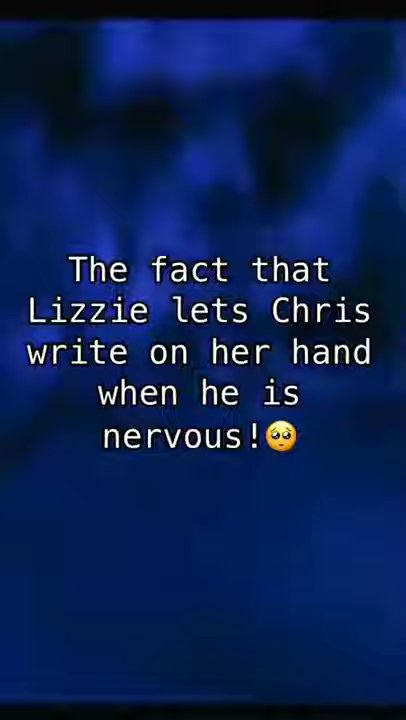 The fact that
Lizzie lets Chris
write on her hand
when he is
nervous!🥺